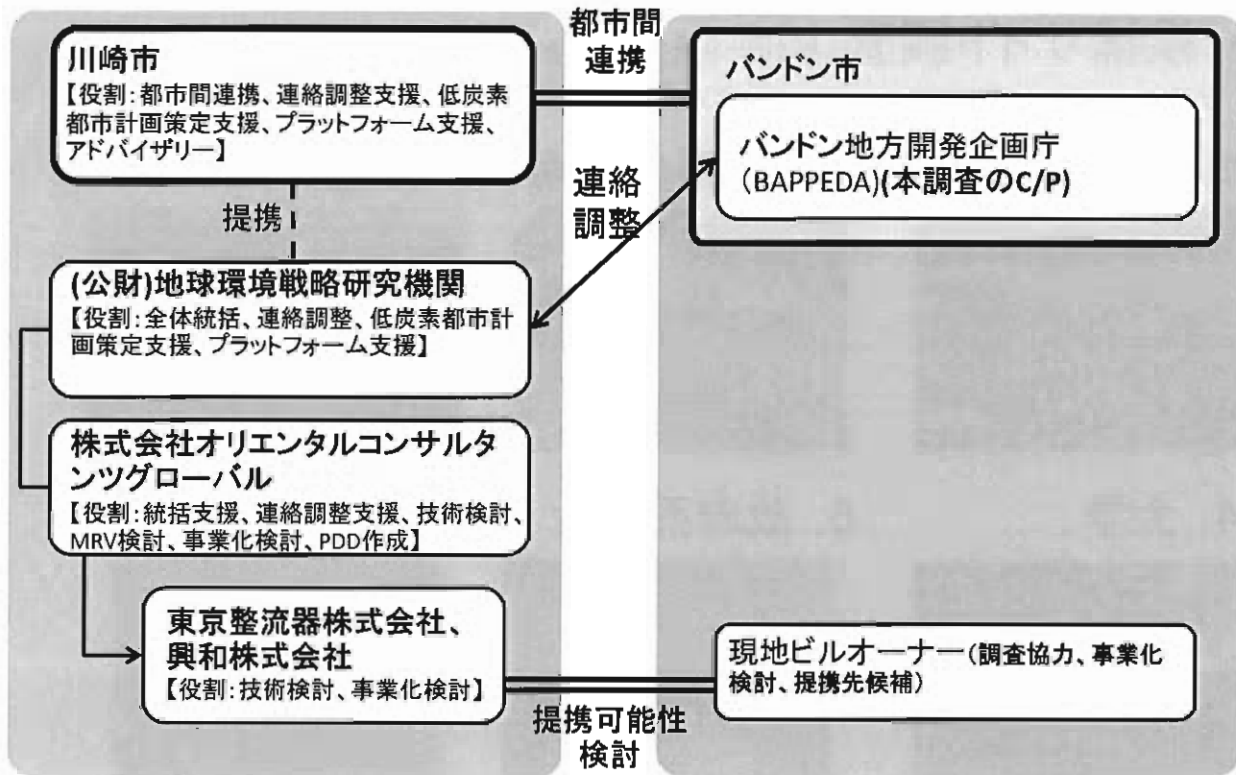 川崎市
【役割：都市間連携、連絡調整支援、低炭素
都市計画策定支援、プラットフォーム支援、
アドバイザリー】
都市間
連携
バンドン市
バンドン地方開発企画庁
（BAPPEDA)(本調査のC/P)
提携
連絡
調整
(公財)地球環境戦略研究機関
【役割：全体統括、連絡調整、低炭素都市計
画策定支援、プラットフォーム支援】
株式会社オリエンタルコンサルタ
ンツグローバル
【役割：統括支援、連絡調整支援、技術検討、
MRV検討、事業化検討、PDD作成】
東京整流器株式会社、
興和株式会社
【役割：技術検討、事業化検討】
現地ビルオーナー（調査協力、事業化
検討、提携先候補）
提携可能性
検討